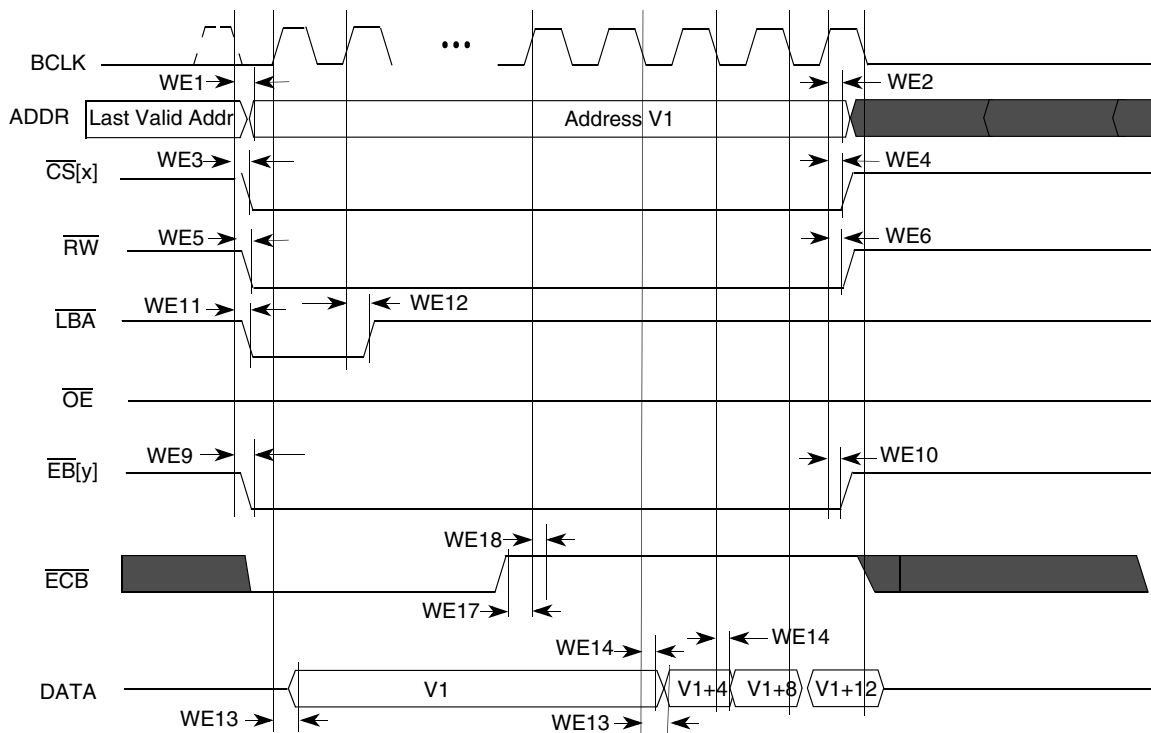 •••
BCLK
WE1
WE2
ADDR
Last Valid Addr
Address V1
WE3
WE4
CS[x]
WE5
WE6
RW
WE11
WE12
LBA
OE
WE9
WE10
EB[y]
WE18
ECB
WE17
WE14
WE14
DATA
V1
V1+4
V1+8
V1+12
WE13
WE13